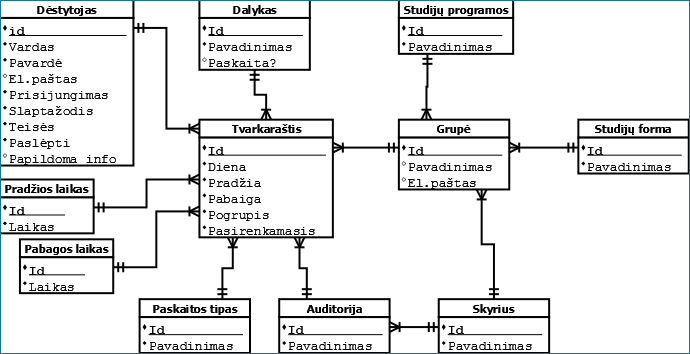 Dėstytojas
id
Vardas
Pavardė
El.paštas
Prisijungimas
Slaptažodis
Teisės
Paslėpti
Papildoma info
Dalykas
Id
Pavadinimas
Paskaita?
Studijų programos
Id
Pavadinimas
Tvarkaraštis
Id
Diena
Pradžia
Pabaiga
Pogrupis
Pasirenkamasis
Grupė
Id
Pavadinimas
El.paštas
Studijų forma
Id
Pavadinimas
Pradžios laikas
Id
Laikas
Pabagos laikas
Id
Laikas
Paskaitos tipas
Id
Pavadinimas
Auditorija
Id
Pavadinimas
Skyrius
Id
Pavadinimas